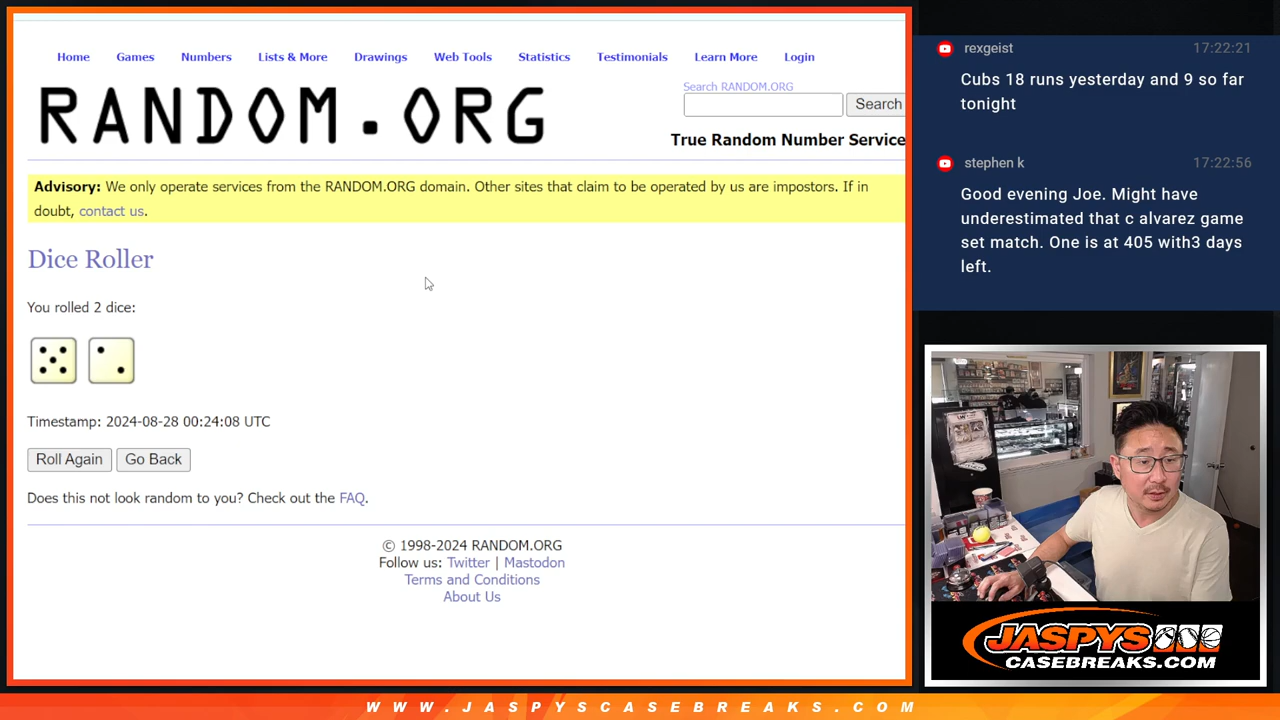 Home Games Numbers Lists & More Drawings Web Tools Statistics Testimonials Learn More Login
RANDOM.ORG
Search RANDOM.ORG
Search
True Random Number Service
Advisory: We only operate services from the RANDOM.ORG domain. Other sites that claim to be operated by us are impostors. If in
doubt, contact us.
Dice Roller
You rolled 2 dice:
Timestamp: 2024-08-28 00:24:08 UTC
Roll Again Go Back
Does this not look random to you? Check out the FAQ.
© 1998-2024 RANDOM.ORG
Follow us: Twitter | Mastodon
Terms and Conditions
About Us
rexgeist 17:22:21
Cubs 18 runs yesterday and 9 so far
tonight
stephen k 17:22:56
Good evening Joe. Might have
underestimated that c alvarez game
set match. One is at 405 with3 days
left.
JASPYS
CASEBREAKS.COM
WWW.JASPYSCASEBREAKS.COM